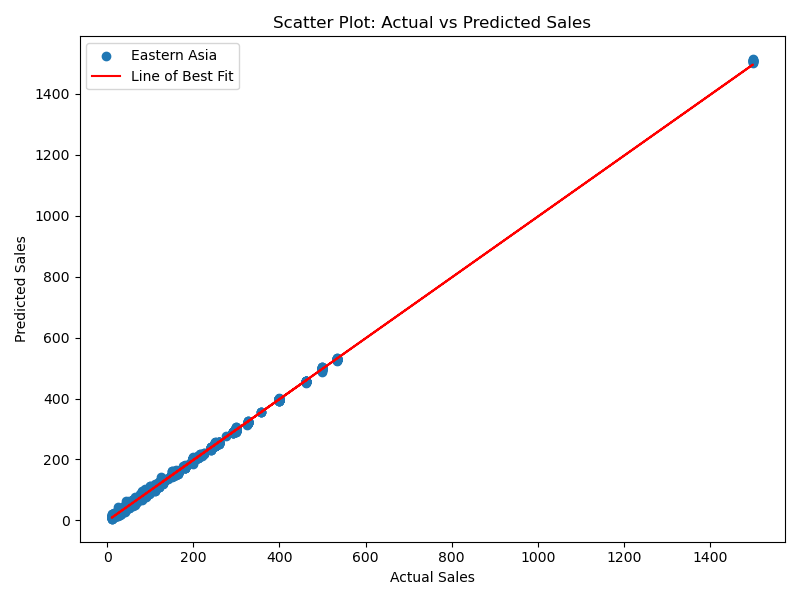 Scatter Plot: Actual vs Predicted Sales
Eastern Asia
Line of Best Fit
1400
1200
1000
800
600
400
200
0
Predicted Sales
0 200 400 600 800 1000 1200 1400
Actual Sales